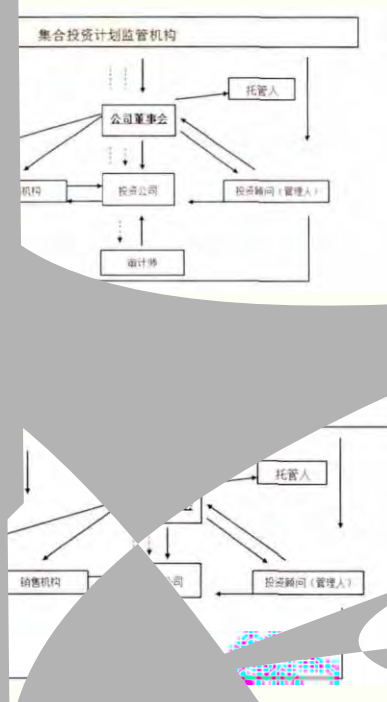 集合投资计划监管机构
托管人
公司董事会
机构
投资公司
投资顾问（管理人）
审计师
托管人
销售机构
公司
投资顾问（管理人）